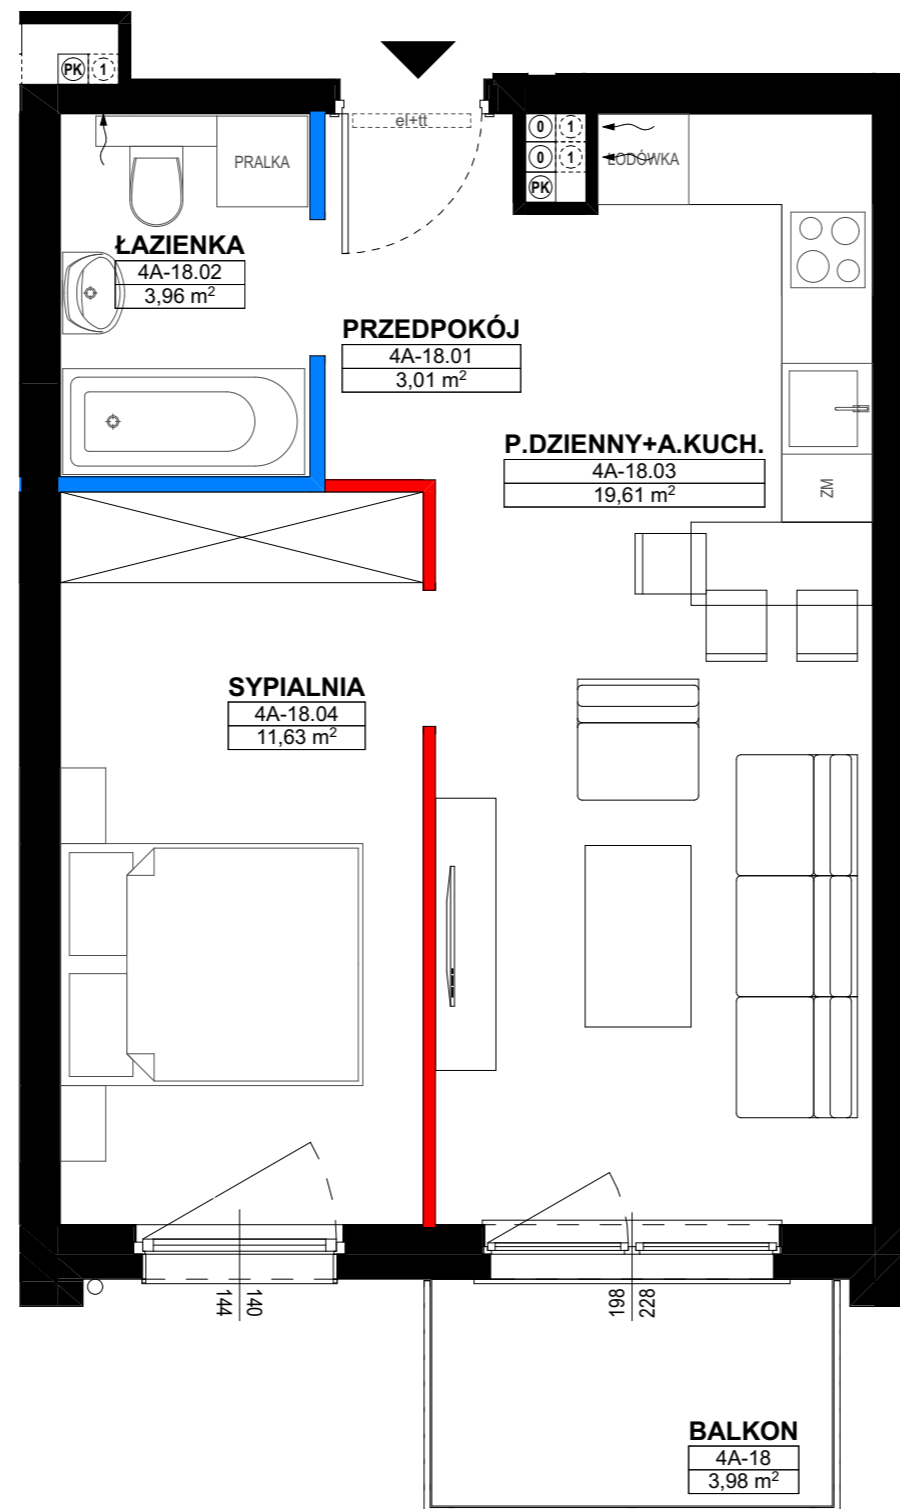 PK 1
el+tt
0 1
0 1
PK
LODÓWKA
PRALKA
ŁAZIENKA
4A-18.02
3,96 m²
PRZEDPOKÓJ
4A-18.01
3,01 m²
P.DZIENNY+A.KUCH.
4A-18.03
19,61 m²
ZM
SYPIALNIA
4A-18.04
11,63 m²
144
140
198
228
BALKON
4A-18
3,98 m²